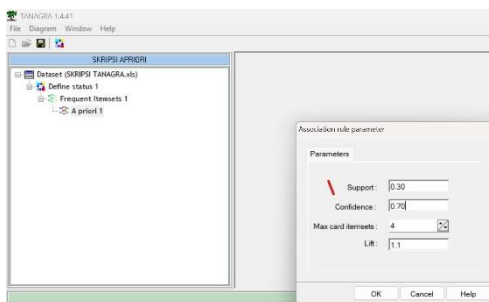 TANAGRA 1.4.41
File Diagram Window Help
SKRIPSI APRIORI
Dataset (SKRIPSI TANAGRA.xls)
Define status 1
Frequent Itemsets 1
A priori 1
Association rule parameter
Parameters
Support : 0.30
Confidence : 0.70
Max card itemsets : 4
Lift : 1.1
OK Cancel Help